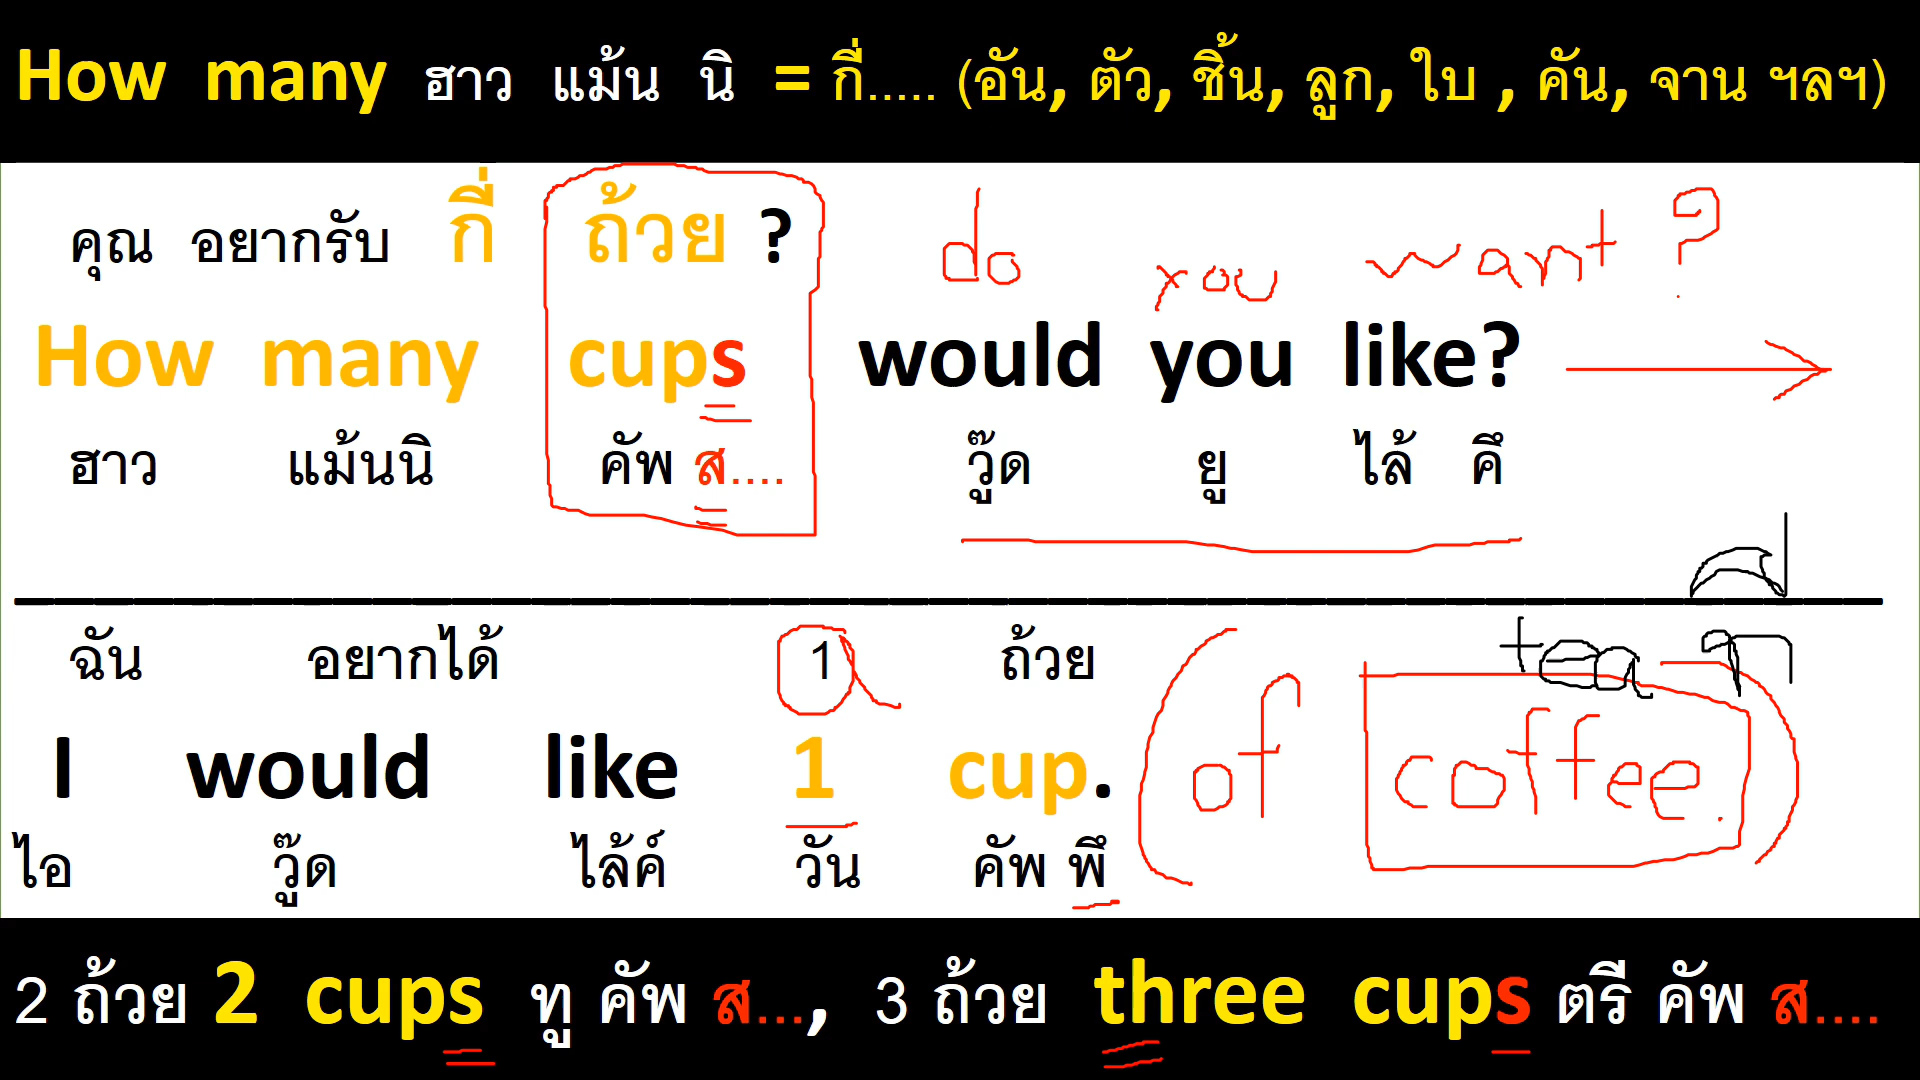 How many ฮาว แม้น นิ = กี่..... (อัน, ตัว, ชิ้น, ลูก, ใบ , คัน, จาน ฯลฯ)
คุณ อยากรับ กี่ ถ้วย ? do you want ?
How many cups would you like?
ฮาว แม้นนิ คัพ ส.... วู๊ด ยู ไล้ คึ
ฉัน อยากได้ 1 ถ้วย tea
I would like 1 cup. (of coffee.)
ไอ วู๊ด ไล้ค์ วัน คัพ พึ
2 ถ้วย 2 cups ทู คัพ ส..., 3 ถ้วย three cups ตรี คัพ ส....